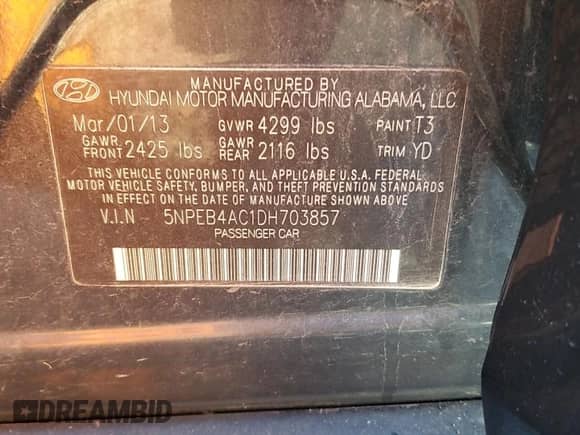 MANUFACTURED BY
HYUNDAI MOTOR MANUFACTURING ALABAMA, LLC
Mar/01/13 GVWR 4299 lbs PAINT T3
GAWR FRONT 2425 lbs GAWR REAR 2116 lbs TRIM YD
THIS VEHICLE CONFORMS TO ALL APPLICABLE U.S.A. FEDERAL
MOTOR VEHICLE SAFETY, BUMPER, AND THEFT PREVENTION STANDARDS
IN EFFECT ON THE DATE OF MANUFACTURE SHOWN ABOVE.
V.I.N - 5NPEB4AC1DH703857
PASSENGER CAR
DREAMBID